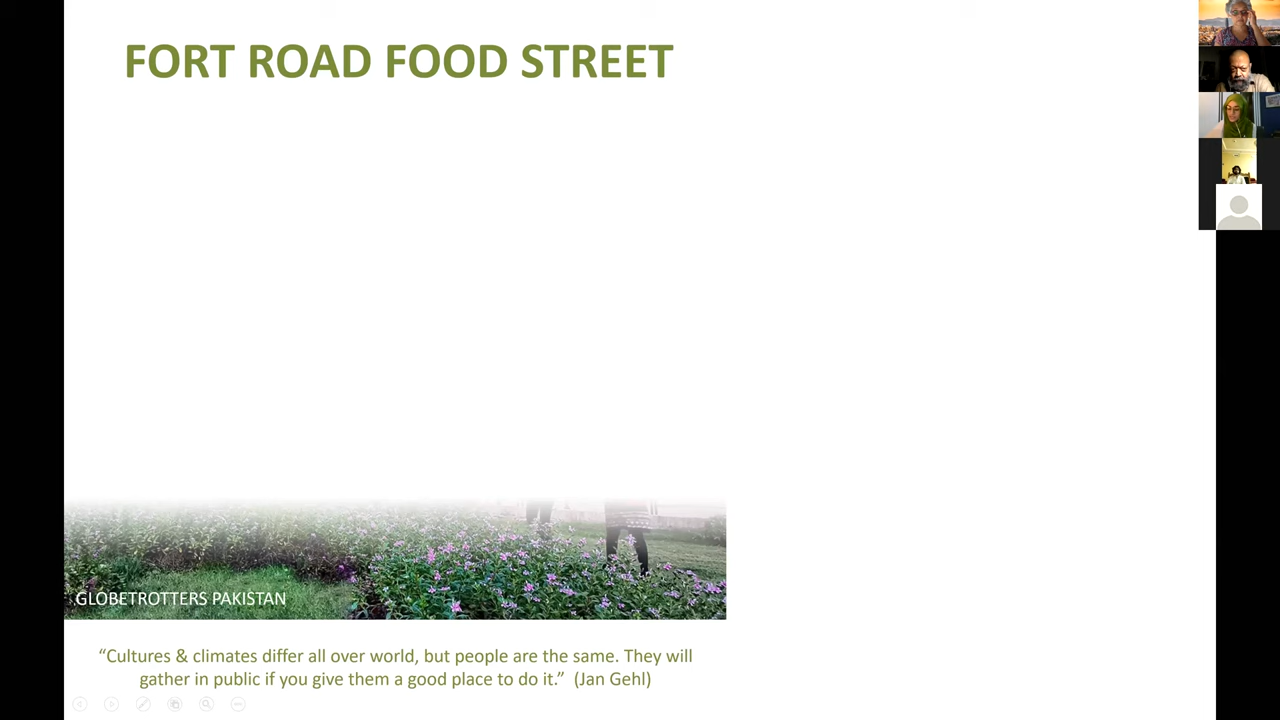 FORT ROAD FOOD STREET
GLOBETROTTERS PAKISTAN
“Cultures & climates differ all over world, but people are the same. They will
gather in public if you give them a good place to do it.” (Jan Gehl)